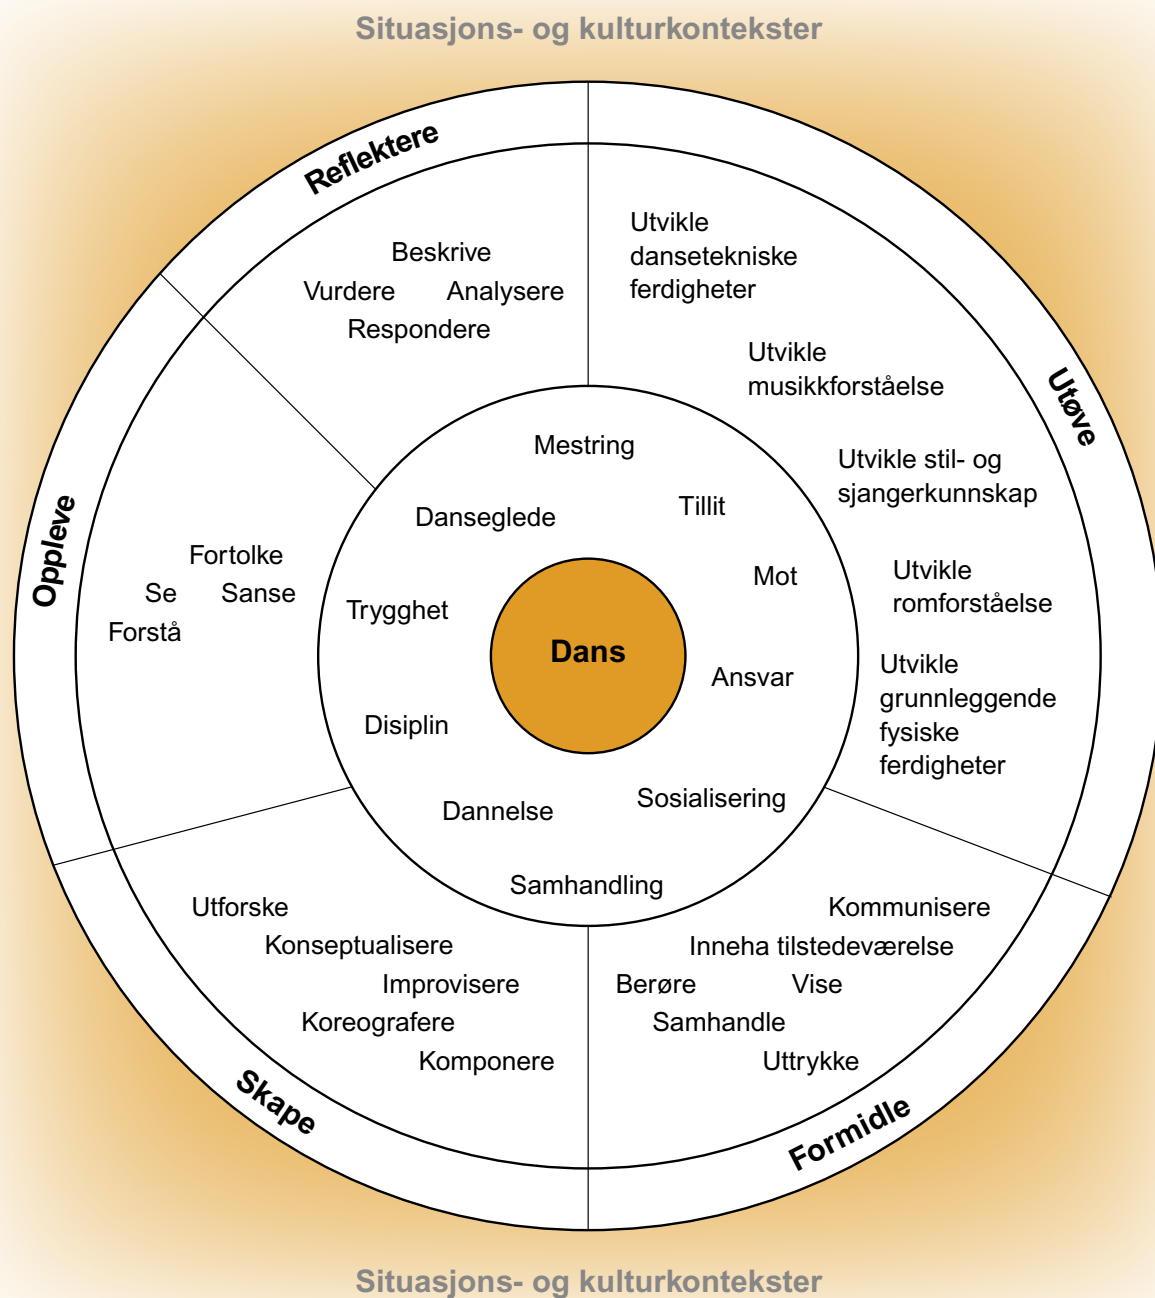 Situasjons- og kulturkontekster
Reflektere
Beskrive
Vurdere Analysere
Respondere
Utøve
Utvikle
dansetekniske
ferdigheter
Utvikle
musikkforståelse
Utvikle stil- og
sjangerkunnskap
Utvikle
romforståelse
Utvikle
grunnleggende
fysiske
ferdigheter
Oppleve
Fortolke
Se Sanse
Forstå
Mestring
Danseglede
Tillit
Mot
Trygghet
Dans
Ansvar
Disiplin
Dannelse
Sosialisering
Samhandling
Skape
Utforske
Konseptualisere
Improvisere
Koreografere
Komponere
Formidle
Kommunisere
Inneha tilstedeværelse
Berøre Vise
Samhandle
Uttrykke
Situasjons- og kulturkontekster